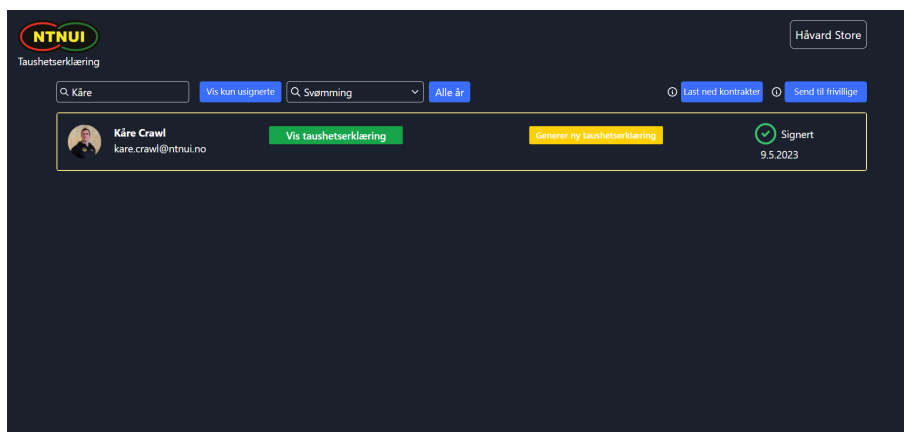 NTNUI
Håvard Store
Taushetserklæring
Kåre
Vis kun usignerte
Svømming
Alle år
Last ned kontrakter
Send til frivillige
Kåre Crawl
kare.crawl@ntnui.no
Vis taushetserklæring
Generer ny taushetserklæring
Signert
9.5.2023